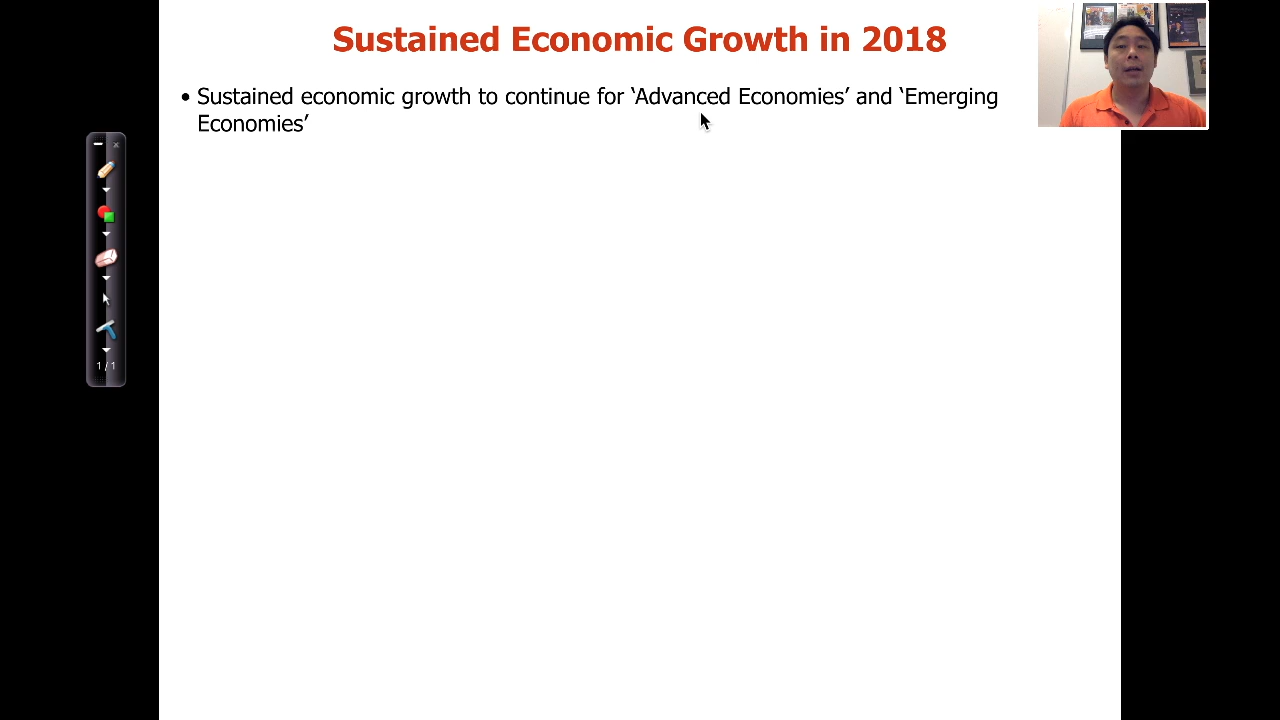 Sustained Economic Growth in 2018
• Sustained economic growth to continue for ‘Advanced Economies’ and ‘Emerging
Economies’
1/1